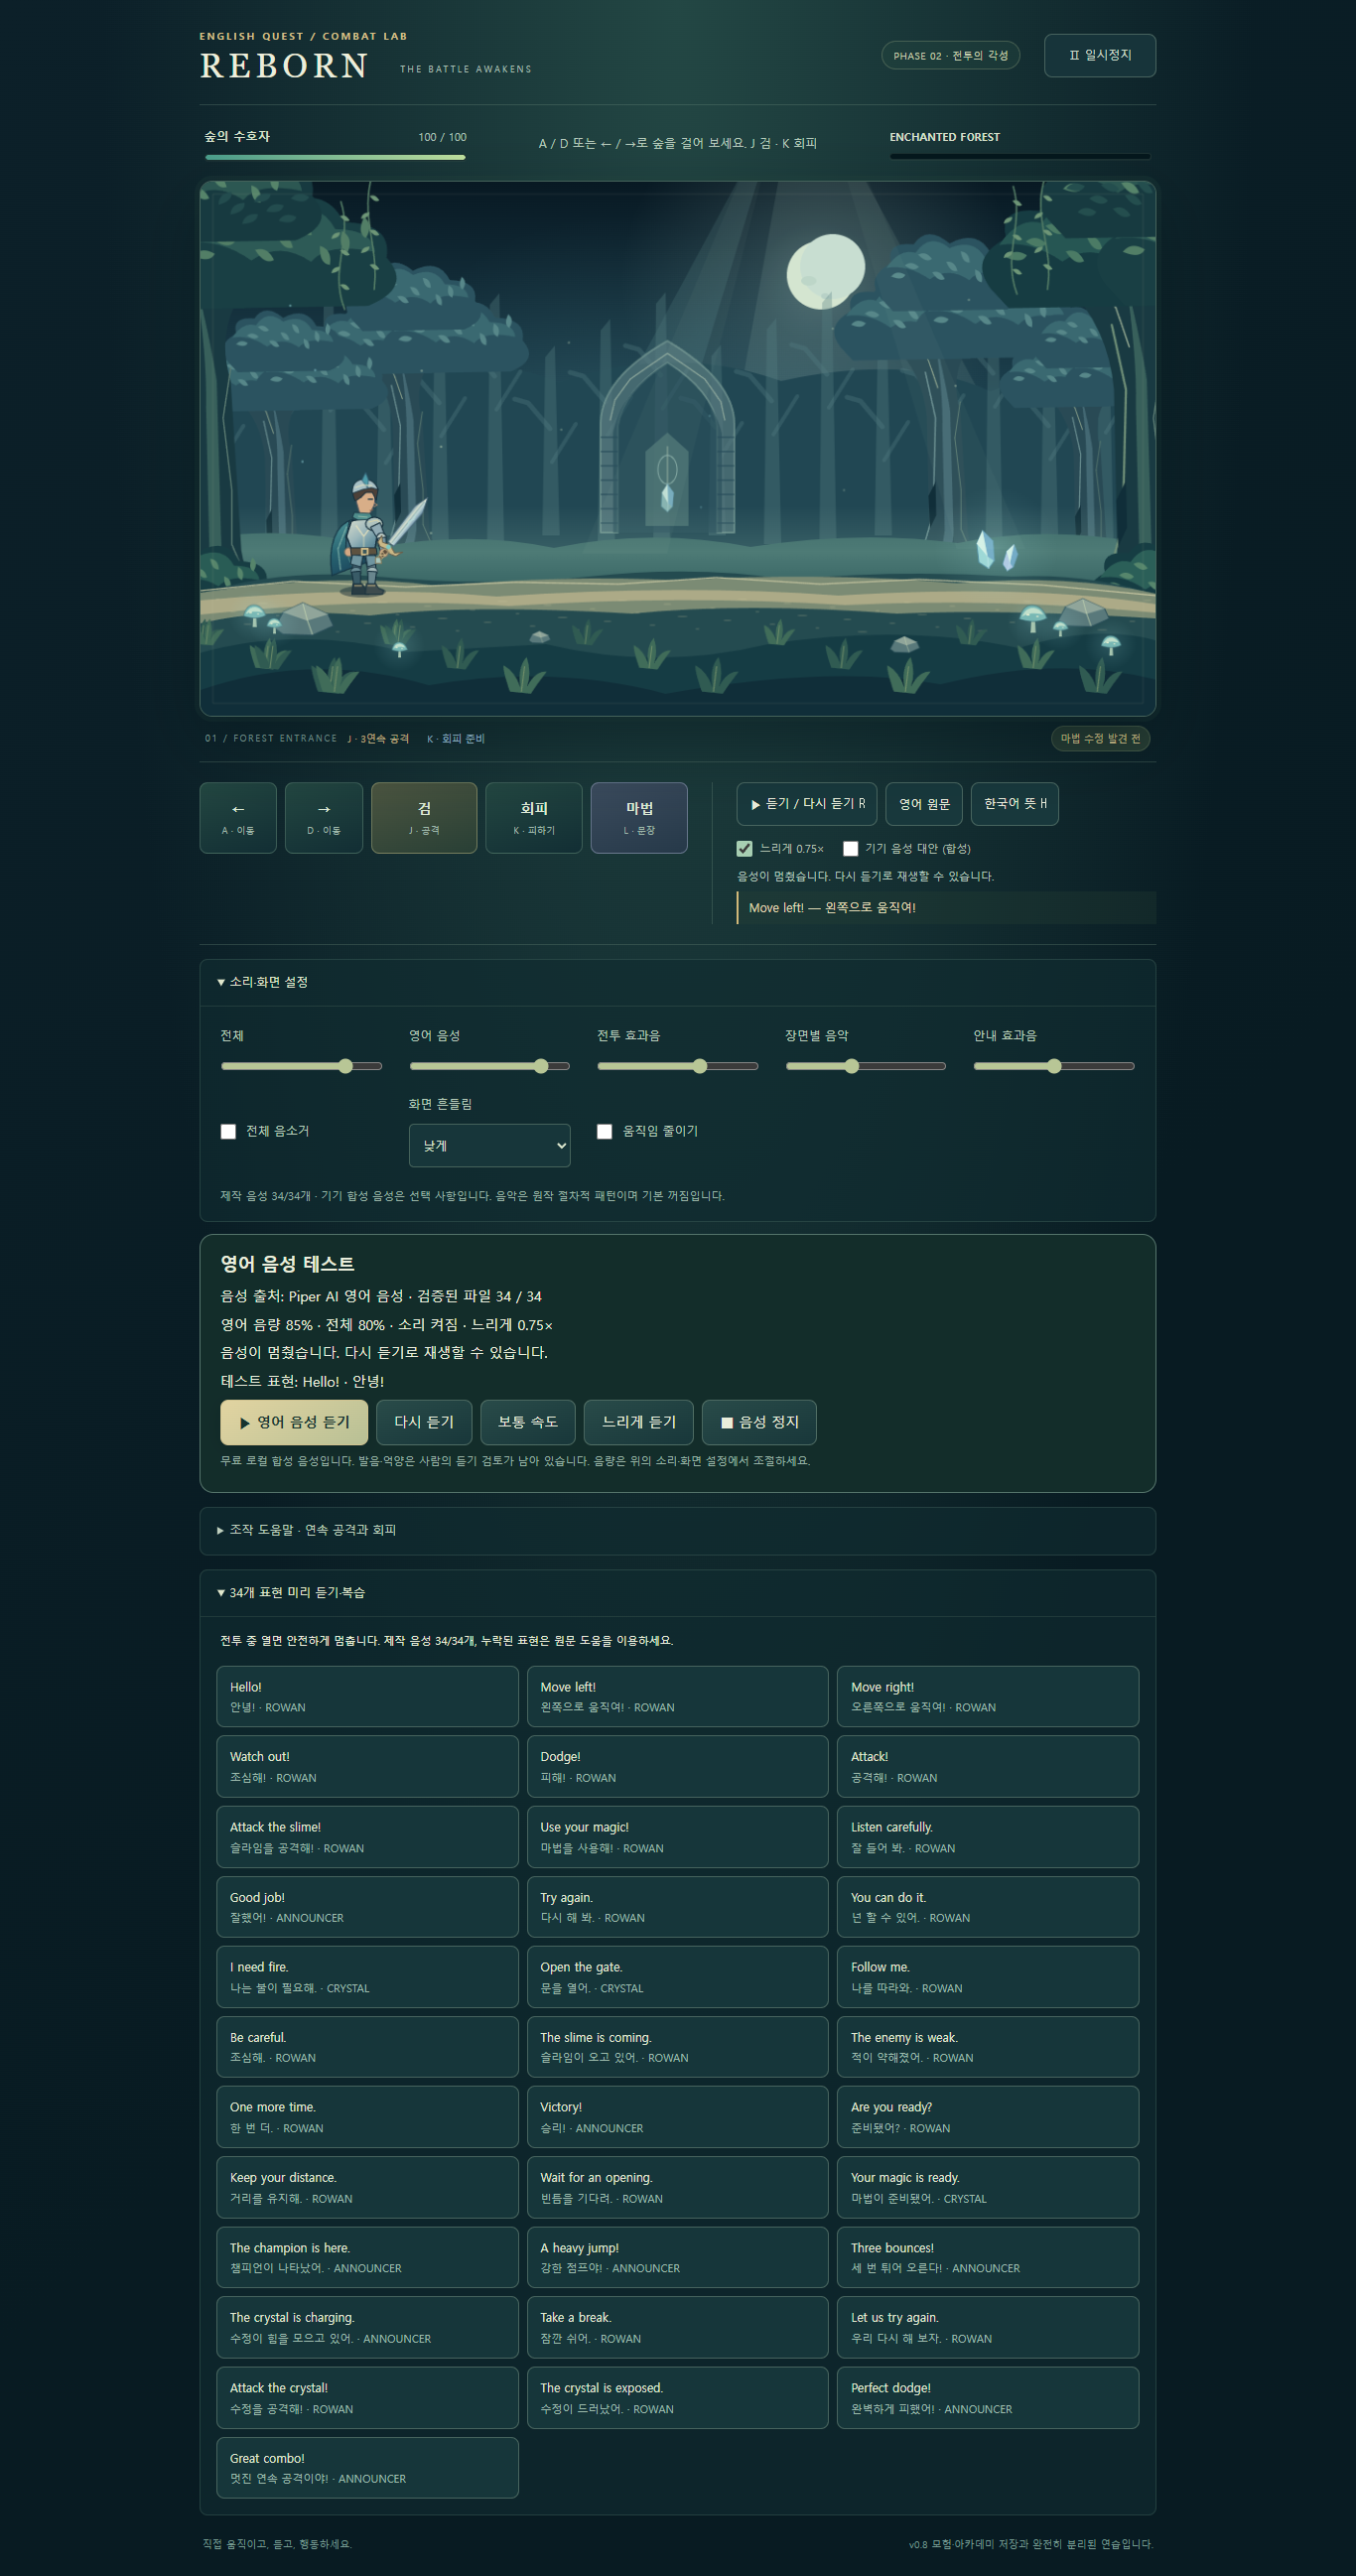 ENGLISH QUEST / COMBAT LAB
REBORN
THE BATTLE AWAKENS
PHASE 02 · 전투의 각성
II 일시정지
숲의 수호자
100 / 100
A / D 또는 ← / →로 숲을 걸어 보세요. J 검 · K 회피
ENCHANTED FOREST
01 / FOREST ENTRANCE
J · 3연속 공격
K · 회피 준비
마법 수정 발견 전
←
A · 이동
→
D · 이동
검
J · 공격
회피
K · 피하기
마법
L · 문장
▶ 듣기 / 다시 듣기 R
영어 원문
한국어 뜻 H
느리게 0.75×
기기 음성 대안 (합성)
음성이 멈췄습니다. 다시 듣기로 재생할 수 있습니다.
Move left! — 왼쪽으로 움직여!
▼ 소리·화면 설정
전체
영어 음성
전투 효과음
장면별 음악
안내 효과음
전체 음소거
화면 흔들림
낮게
움직임 줄이기
제작 음성 34/34개 · 기기 합성 음성은 선택 사항입니다. 음악은 원작 절차적 패턴이며 기본 꺼짐입니다.
영어 음성 테스트
음성 출처: Piper AI 영어 음성 · 검증된 파일 34 / 34
영어 음량 85% · 전체 80% · 소리 켜짐 · 느리게 0.75×
음성이 멈췄습니다. 다시 듣기로 재생할 수 있습니다.
테스트 표현: Hello! · 안녕!
▶ 영어 음성 듣기
다시 듣기
보통 속도
느리게 듣기
■ 음성 정지
무료 로컬 합성 음성입니다. 발음·억양은 사람의 듣기 검토가 남아 있습니다. 음량은 위의 소리·화면 설정에서 조절하세요.
▶ 조작 도움말 · 연속 공격과 회피
▼ 34개 표현 미리 듣기·복습
전투 중 열면 안전하게 멈춥니다. 제작 음성 34/34개, 누락된 표현은 원문 도움을 이용하세요.
Hello!
안녕! · ROWAN
Move left!
왼쪽으로 움직여! · ROWAN
Move right!
오른쪽으로 움직여! · ROWAN
Watch out!
조심해! · ROWAN
Dodge!
피해! · ROWAN
Attack!
공격해! · ROWAN
Attack the slime!
슬라임을 공격해! · ROWAN
Use your magic!
마법을 사용해! · ROWAN
Listen carefully.
잘 들어 봐. · ROWAN
Good job!
잘했어! · ANNOUNCER
Try again.
다시 해 봐. · ROWAN
You can do it.
넌 할 수 있어. · ROWAN
I need fire.
나는 불이 필요해. · CRYSTAL
Open the gate.
문을 열어. · CRYSTAL
Follow me.
나를 따라와. · ROWAN
Be careful.
조심해. · ROWAN
The slime is coming.
슬라임이 오고 있어. · ROWAN
The enemy is weak.
적이 약해졌어. · ROWAN
One more time.
한 번 더. · ROWAN
Victory!
승리! · ANNOUNCER
Are you ready?
준비됐어? · ROWAN
Keep your distance.
거리를 유지해. · ROWAN
Wait for an opening.
빈틈을 기다려. · ROWAN
Your magic is ready.
마법이 준비됐어. · CRYSTAL
The champion is here.
챔피언이 나타났어. · ANNOUNCER
A heavy jump!
강한 점프야! · ANNOUNCER
Three bounces!
세 번 튀어 오른다! · ANNOUNCER
The crystal is charging.
수정이 힘을 모으고 있어. · ANNOUNCER
Take a break.
잠깐 쉬어. · ROWAN
Let us try again.
우리 다시 해 보자. · ROWAN
Attack the crystal!
수정을 공격해! · ROWAN
The crystal is exposed.
수정이 드러났어. · ROWAN
Perfect dodge!
완벽하게 피했어! · ANNOUNCER
Great combo!
멋진 연속 공격이야! · ANNOUNCER
직접 움직이고, 듣고, 행동하세요.
v0.8 모험·아카데미 저장과 완전히 분리된 연습입니다.